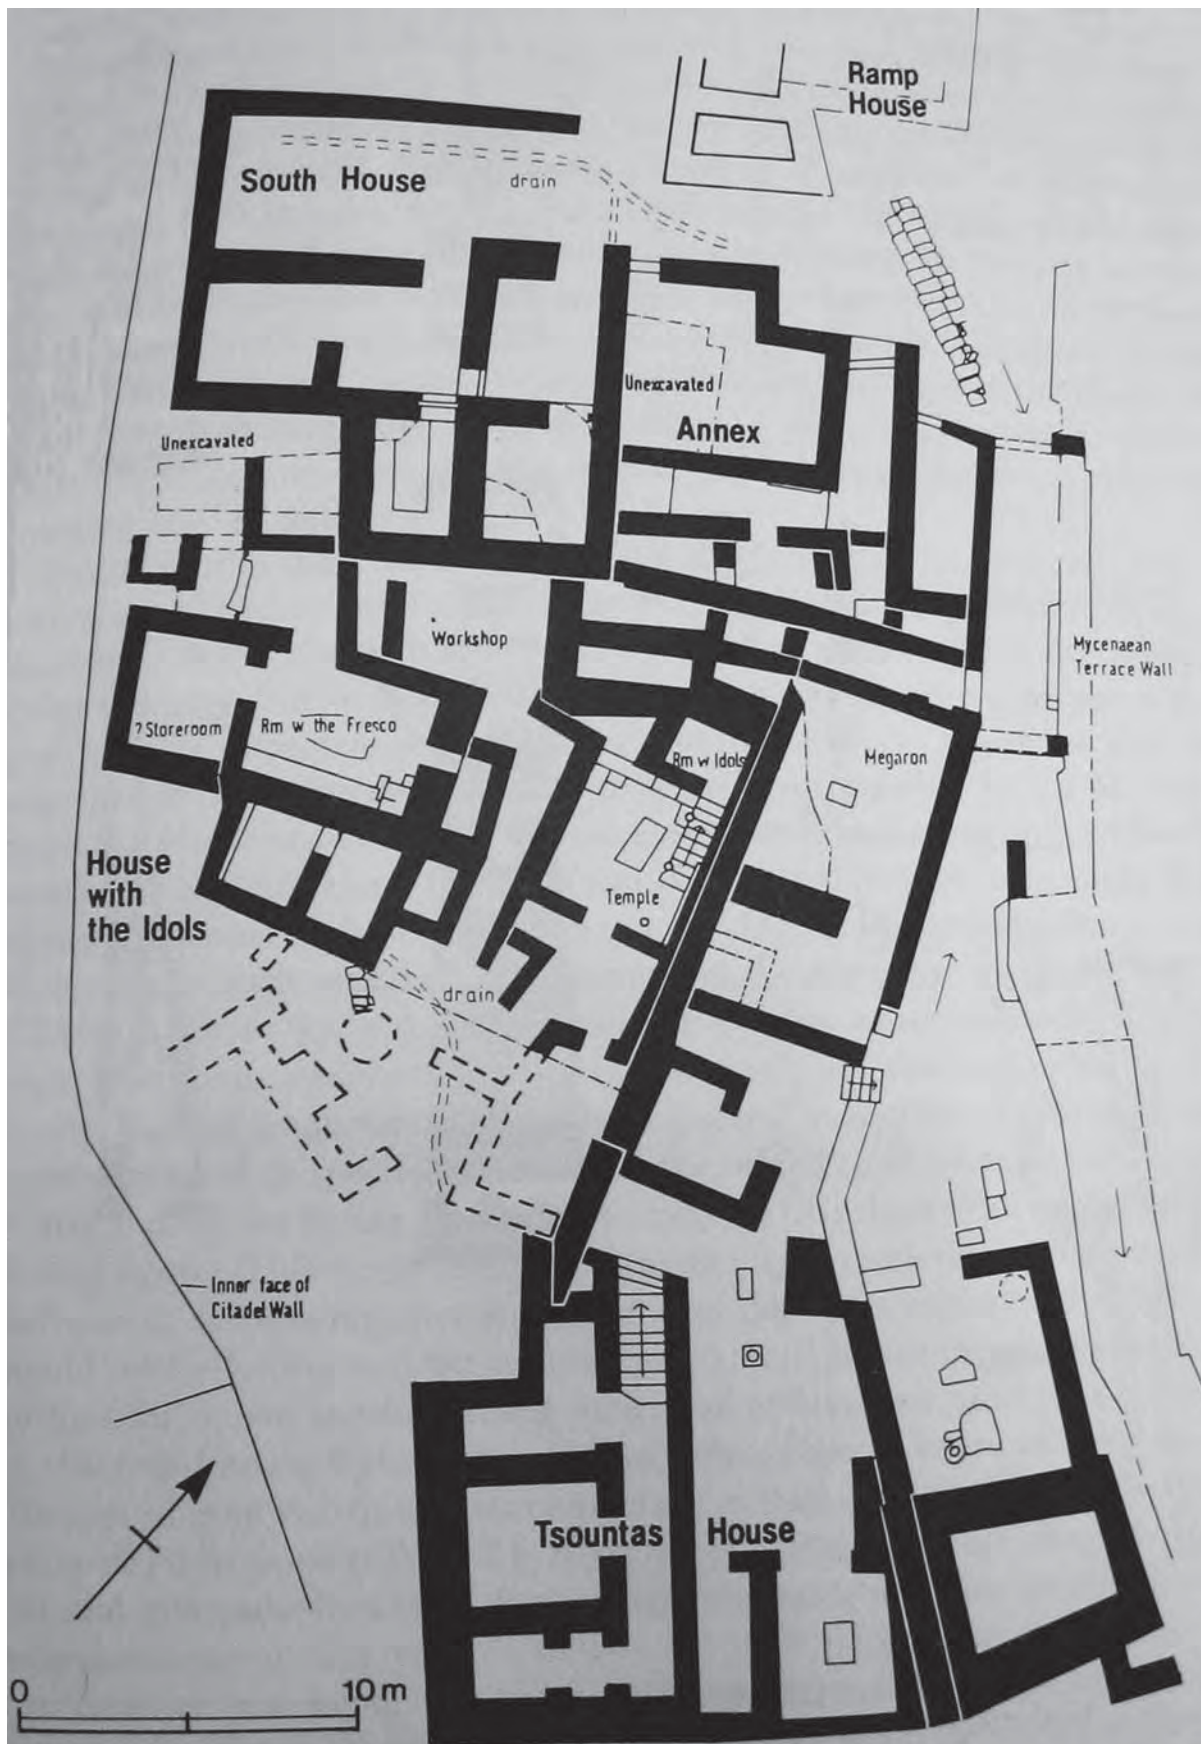 Ramp
House
South House
drain
Unexcavated
Annex
Unexcavated
Workshop
Mycenaean
Terrace Wall
? Storeroom
Rm w the Fresco
Rm w Idols
Megaron
House
with
the Idols
Temple
drain
Inner face of
Citadel Wall
Tsountas House
0
10 m